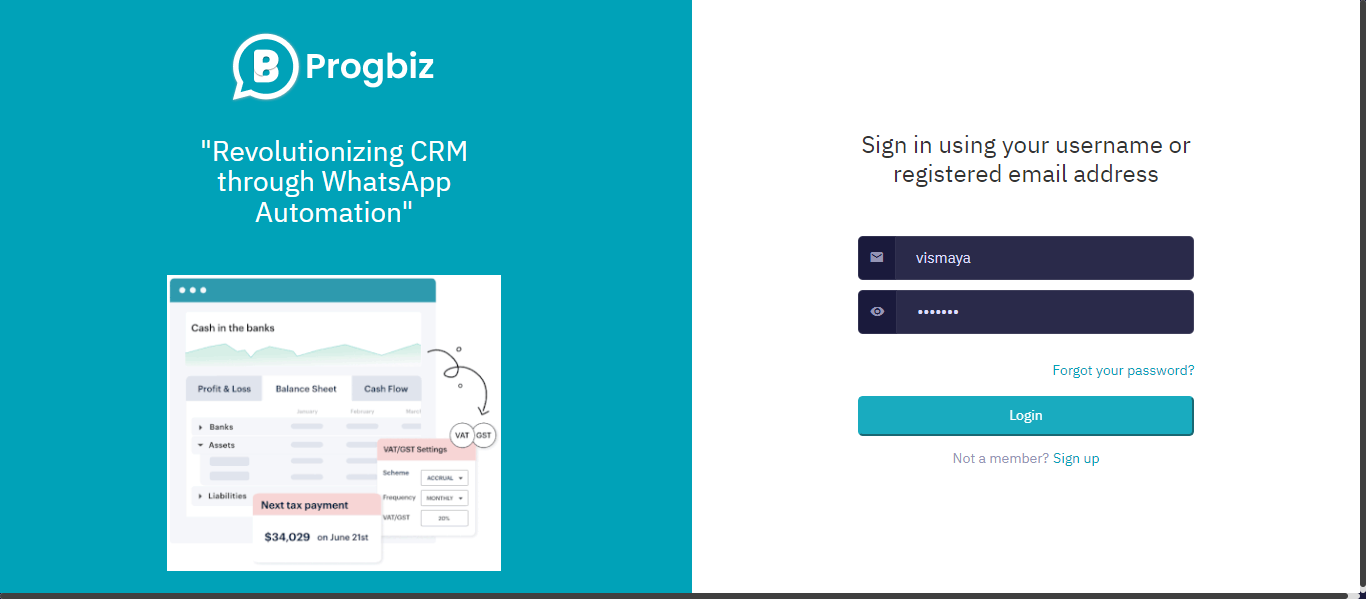 B Progbiz
"Revolutionizing CRM
through WhatsApp
Automation"
Cash in the banks
Profit & Loss Balance Sheet Cash Flow
January February March
Banks
Assets
Liabilities
VAT GST
VAT/GST Settings
Scheme ACCRUAL
Frequency MONTHLY
VAT/GST 20%
Next tax payment
$34,029 on June 21st
Sign in using your username or
registered email address
vismaya
•••••••
Forgot your password?
Login
Not a member? Sign up